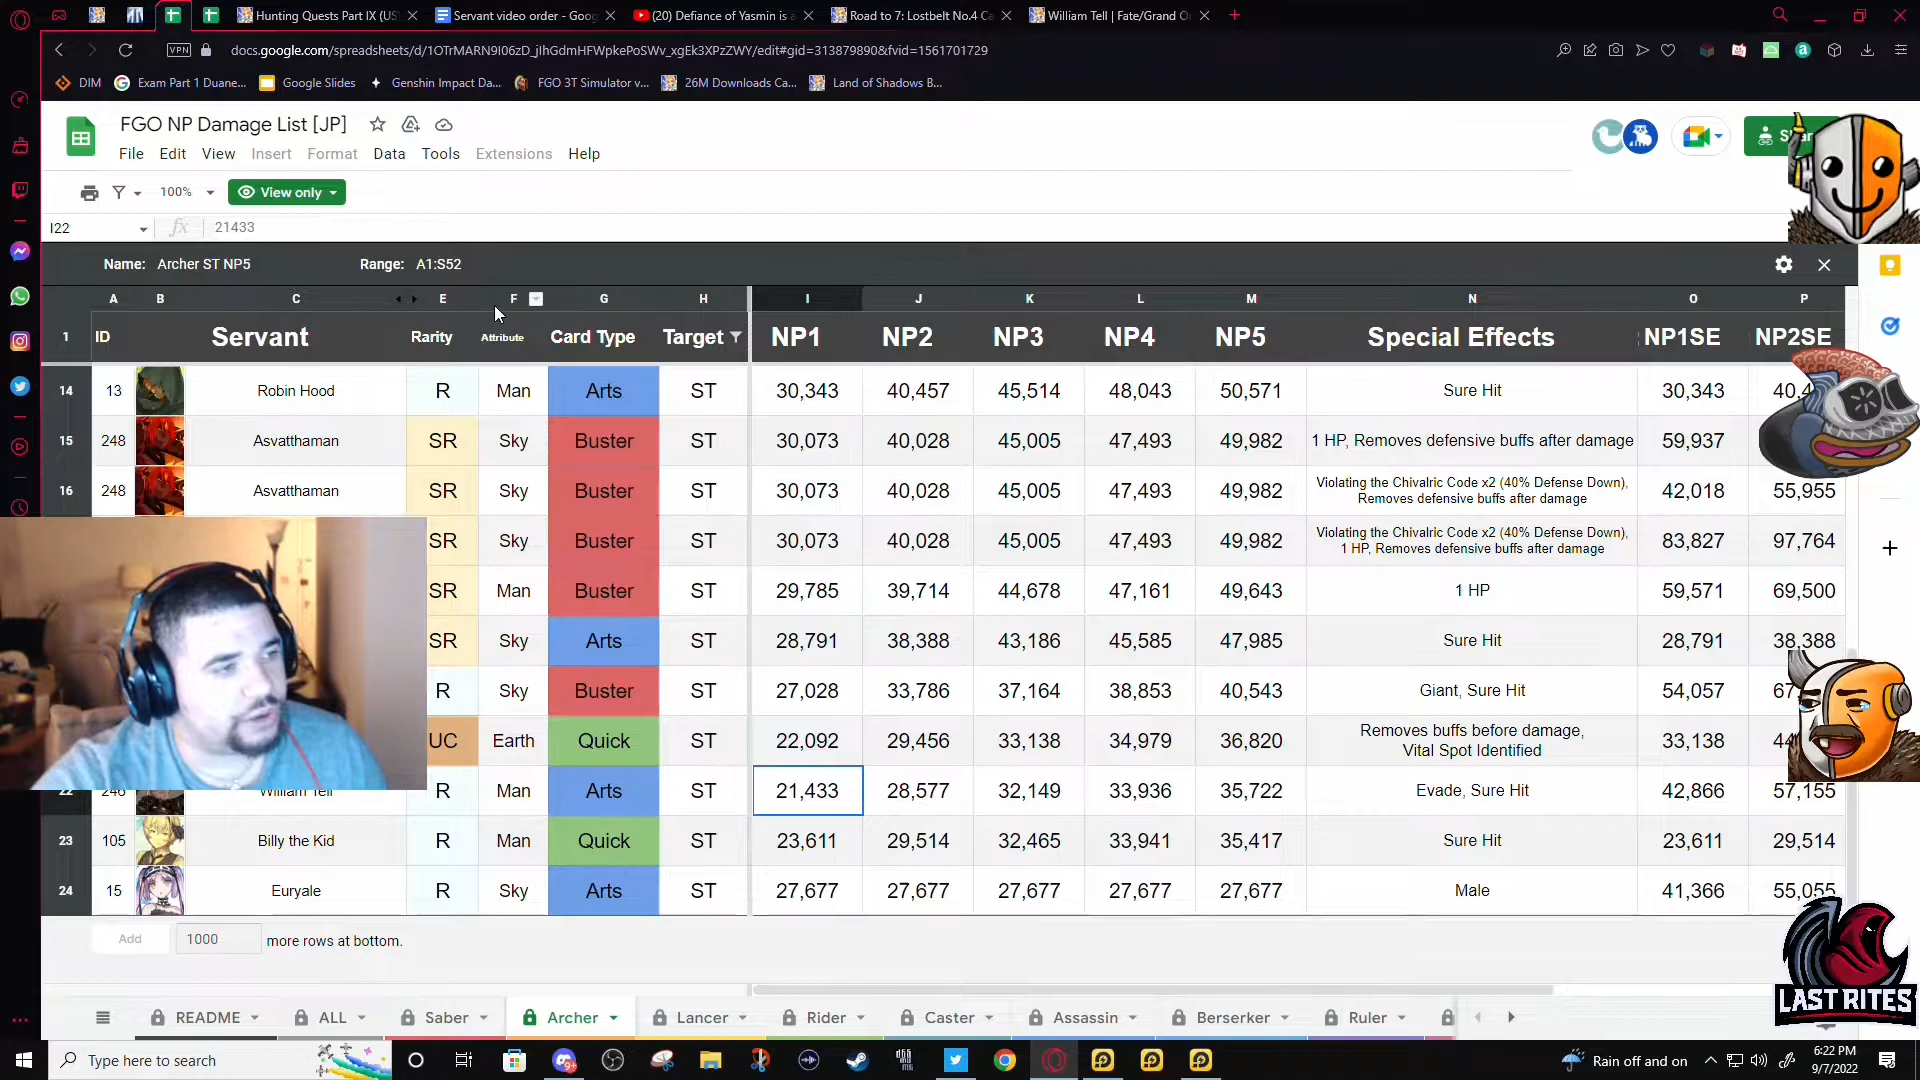 Hunting Quests Part IX (US
Servant video order - Goog
(20) Defiance of Yasmin is a
Road to 7: Lostbelt No.4 Ca
William Tell | Fate/Grand O
VPN
docs.google.com/spreadsheets/d/1OTrMARN9I06zD_jIhGdmHFWpkePoSWv_xgEk3XPzZWY/edit#gid=313879890&fvid=1561701729
DIM
Exam Part 1 Duane...
Google Slides
Genshin Impact Da...
FGO 3T Simulator v...
26M Downloads Ca...
Land of Shadows B...
FGO NP Damage List [JP]
File Edit View Insert Format Data Tools Extensions Help
100%
View only
I22
fx 21433
Name: Archer ST NP5 Range: A1:S52
A B C E F G H I J K L M N O P
1 ID Servant Rarity Attribute Card Type Target NP1 NP2 NP3 NP4 NP5 Special Effects NP1SE NP2SE
14 13 Robin Hood R Man Arts ST 30,343 40,457 45,514 48,043 50,571 Sure Hit 30,343
15 248 Asvatthaman SR Sky Buster ST 30,073 40,028 45,005 47,493 49,982 1 HP, Removes defensive buffs after damage 59,937
16 248 Asvatthaman SR Sky Buster ST 30,073 40,028 45,005 47,493 49,982 Violating the Chivalric Code x2 (40% Defense Down),
Removes defensive buffs after damage 42,018 55,955
SR Sky Buster ST 30,073 40,028 45,005 47,493 49,982 Violating the Chivalric Code x2 (40% Defense Down),
1 HP, Removes defensive buffs after damage 83,827 97,764
SR Man Buster ST 29,785 39,714 44,678 47,161 49,643 1 HP 59,571 69,500
SR Sky Arts ST 28,791 38,388 43,186 45,585 47,985 Sure Hit 28,791 38,388
R Sky Buster ST 27,028 33,786 37,164 38,853 40,543 Giant, Sure Hit 54,057
UC Earth Quick ST 22,092 29,456 33,138 34,979 36,820 Removes buffs before damage,
Vital Spot Identified 33,138
22 246 William Tell R Man Arts ST 21,433 28,577 32,149 33,936 35,722 Evade, Sure Hit 42,866 57,155
23 105 Billy the Kid R Man Quick ST 23,611 29,514 32,465 33,941 35,417 Sure Hit 23,611 29,514
24 15 Euryale R Sky Arts ST 27,677 27,677 27,677 27,677 27,677 Male 41,366 55,055
Add 1000 more rows at bottom.
LAST RITES
README ALL Saber Archer Lancer Rider Caster Assassin Berserker Ruler
Type here to search
Rain off and on
6:22 PM
9/7/2022